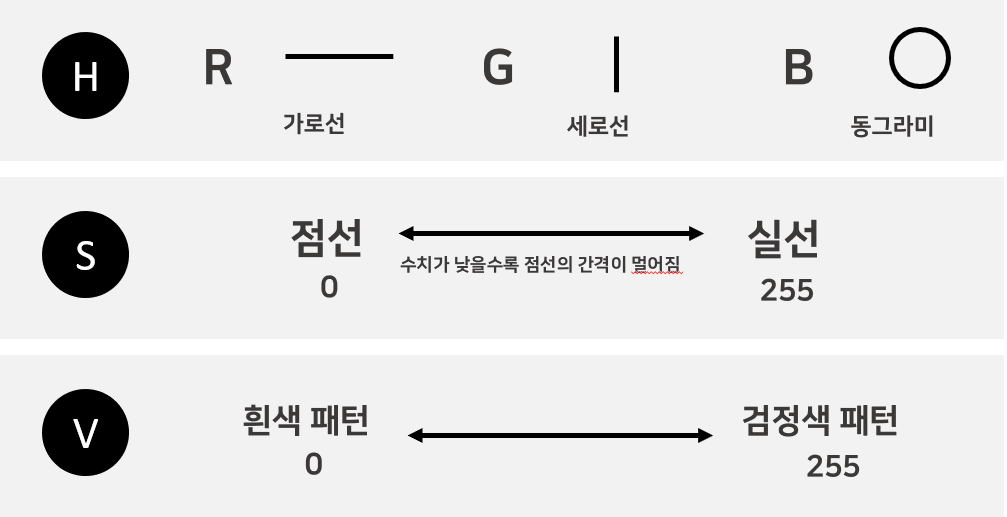 H R G B
가로선 세로선 동그라미
S 점선 실선
수치가 낮을수록 점선의 간격이 멀어짐
0 255
V 흰색 패턴 검정색 패턴
0 255